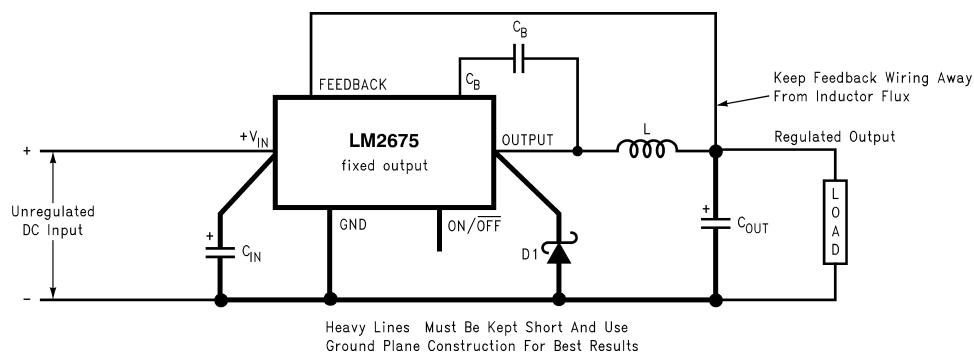 C_B
FEEDBACK
C_B
Keep Feedback Wiring Away
From Inductor Flux
+V_IN
LM2675
fixed output
OUTPUT
L
Regulated Output
+
Unregulated
DC Input
GND
ON/O̅F̅F̅
+
C_IN
D1
+
C_OUT
LOAD
−
Heavy Lines Must Be Kept Short And Use
Ground Plane Construction For Best Results